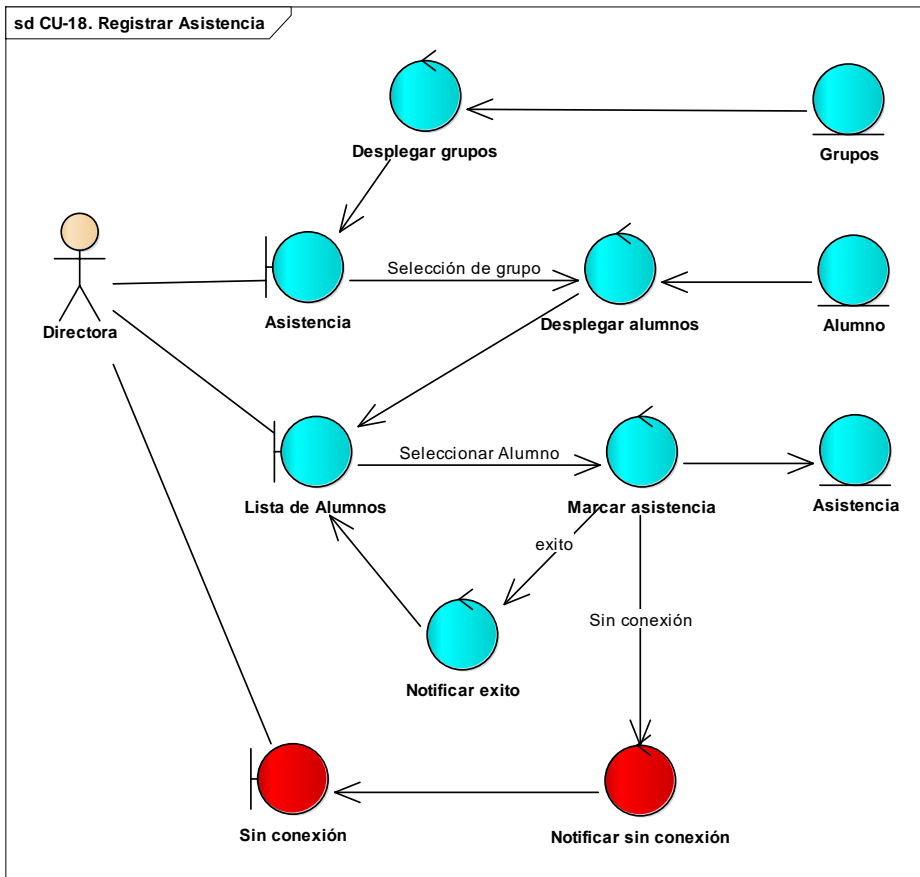 sd CU-18. Registrar Asistencia
Desplegar grupos
Grupos
Directora
Asistencia
Selección de grupo
Desplegar alumnos
Alumno
Lista de Alumnos
Seleccionar Alumno
Marcar asistencia
Asistencia
exito
Notificar exito
Sin conexión
Sin conexión
Notificar sin conexión